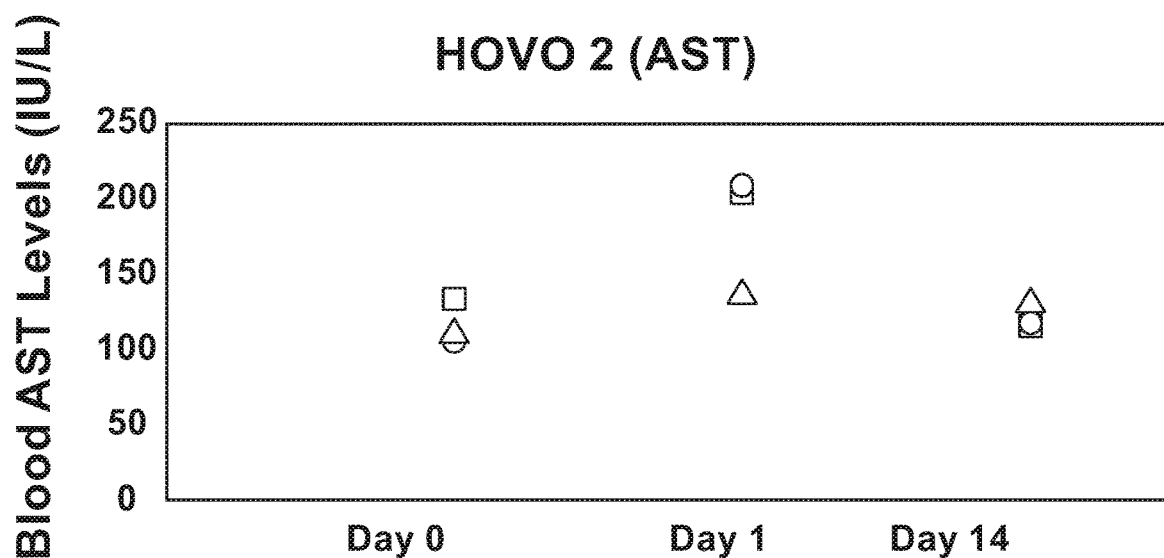 HOVO 2 (AST)
Blood AST Levels (IU/L)
250
200
150
100
50
0
Day 0 Day 1 Day 14